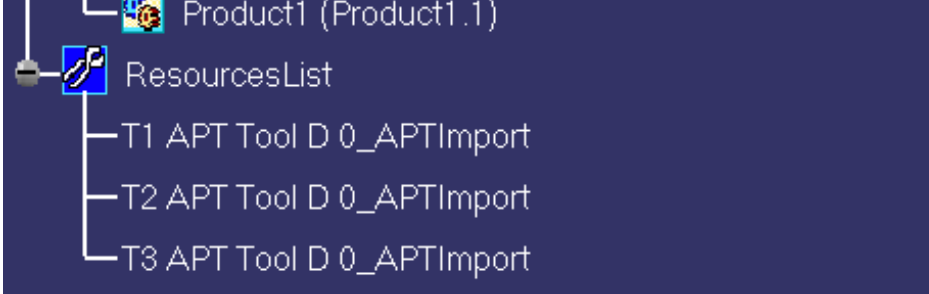 Product1 (Product1.1)
ResourcesList
T1 APT Tool D 0_APTImport
T2 APT Tool D 0_APTImport
T3 APT Tool D 0_APTImport